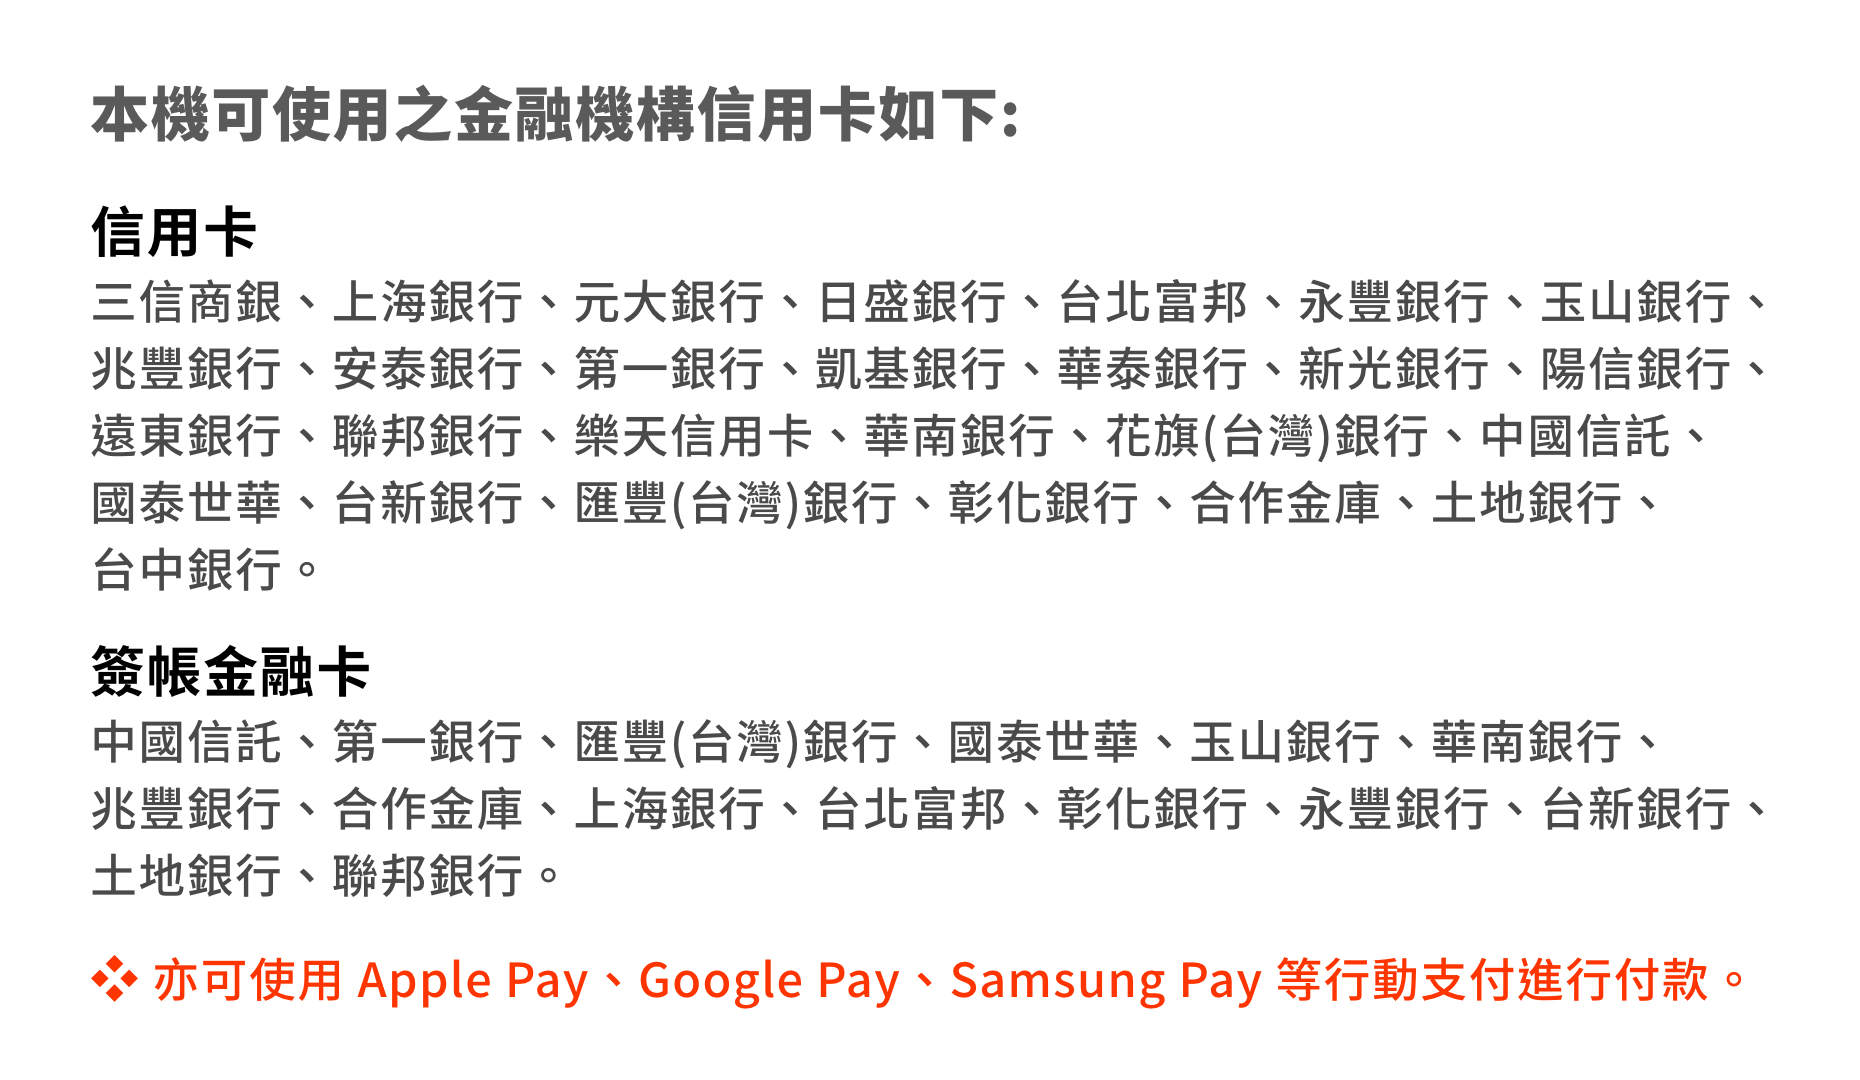 本機可使用之金融機構信用卡如下:
信用卡
三信商銀、上海銀行、元大銀行、日盛銀行、台北富邦、永豐銀行、玉山銀行、
兆豐銀行、安泰銀行、第一銀行、凱基銀行、華泰銀行、新光銀行、陽信銀行、
遠東銀行、聯邦銀行、樂天信用卡、華南銀行、花旗(台灣)銀行、中國信託、
國泰世華、台新銀行、匯豐(台灣)銀行、彰化銀行、合作金庫、土地銀行、
台中銀行。
簽帳金融卡
中國信託、第一銀行、匯豐(台灣)銀行、國泰世華、玉山銀行、華南銀行、
兆豐銀行、合作金庫、上海銀行、台北富邦、彰化銀行、永豐銀行、台新銀行、
土地銀行、聯邦銀行。
❖ 亦可使用 Apple Pay、Google Pay、Samsung Pay 等行動支付進行付款。